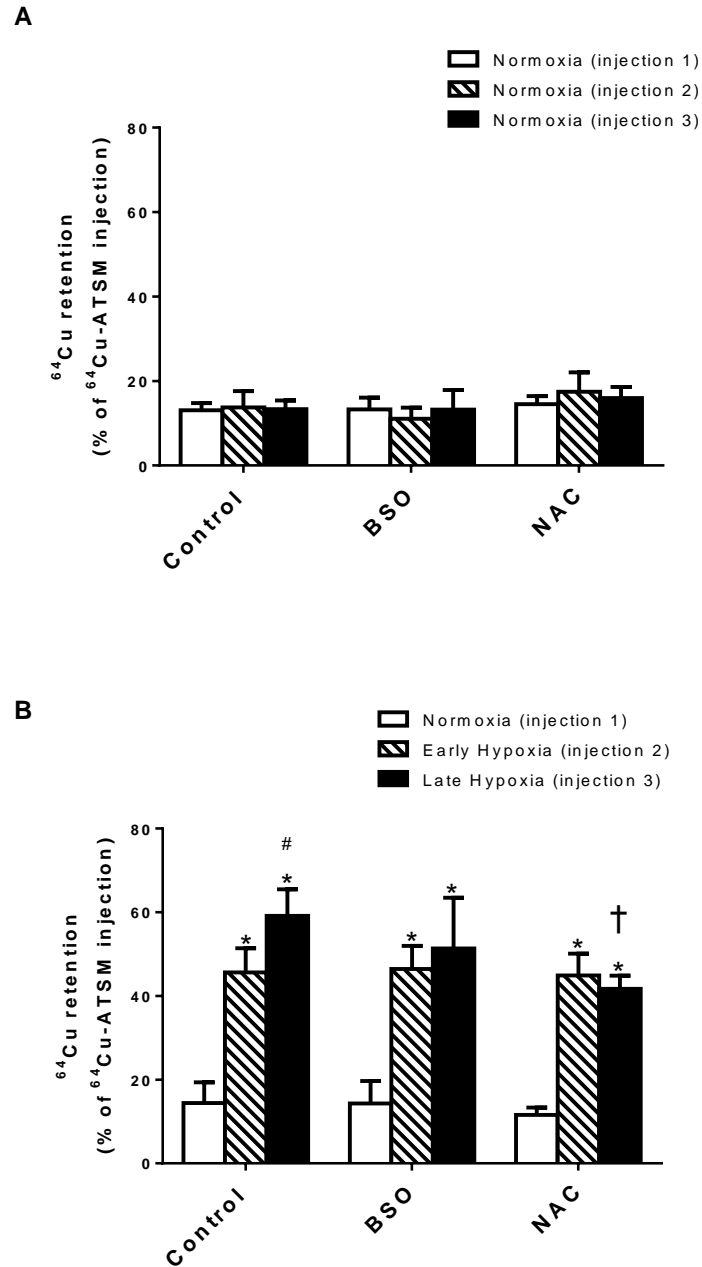 A
Normoxia (injection 1)
Normoxia (injection 2)
Normoxia (injection 3)
⁶⁴Cu retention
(% of ⁶⁴Cu-ATSM injection)
80
60
40
20
0
Control
BSO
NAC
B
Normoxia (injection 1)
Early Hypoxia (injection 2)
Late Hypoxia (injection 3)
⁶⁴Cu retention
(% of ⁶⁴Cu-ATSM injection)
80
60
40
20
0
#
* * * * † * *
Control
BSO
NAC